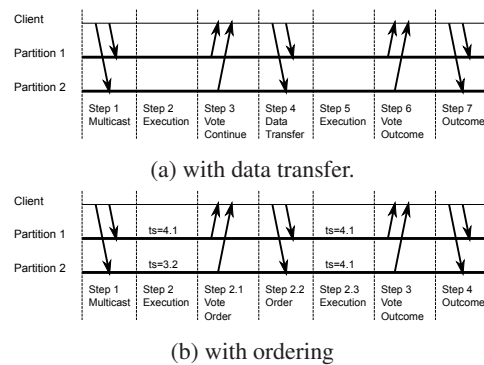 Client
Partition 1
Partition 2
Step 1 Step 2 Step 3 Step 4 Step 5 Step 6 Step 7
Multicast Execution Vote Data Execution Vote Outcome
Continue Transfer Outcome
(a) with data transfer.
Client
Partition 1 ts=4.1 ts=4.1
Partition 2 ts=3.2 ts=4.1
Step 1 Step 2 Step 2.1 Step 2.2 Step 2.3 Step 3 Step 4
Multicast Execution Vote Order Execution Vote Outcome
Order Outcome
(b) with ordering